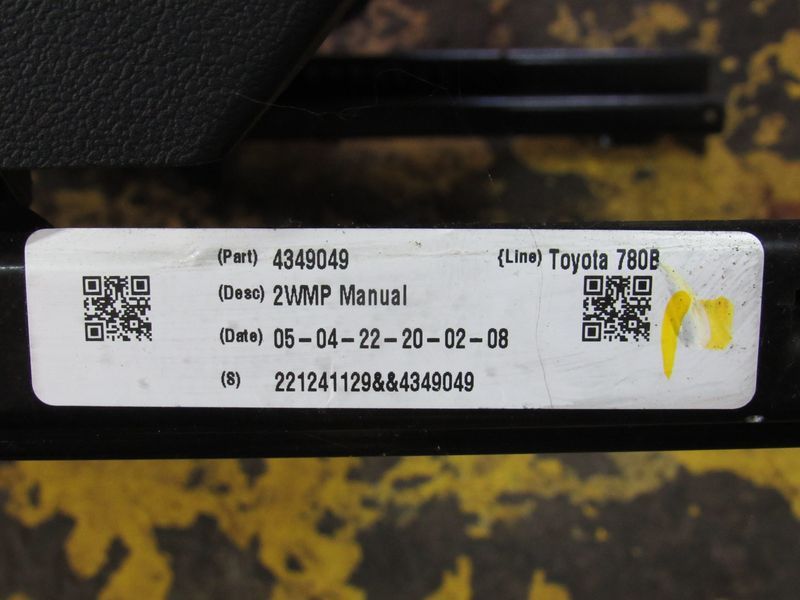 (Part) 4349049 {Line) Toyota 780B
(Desc) 2WMP Manual
(Date) 05-04-22-20-02-08
(S) 221241129&&4349049